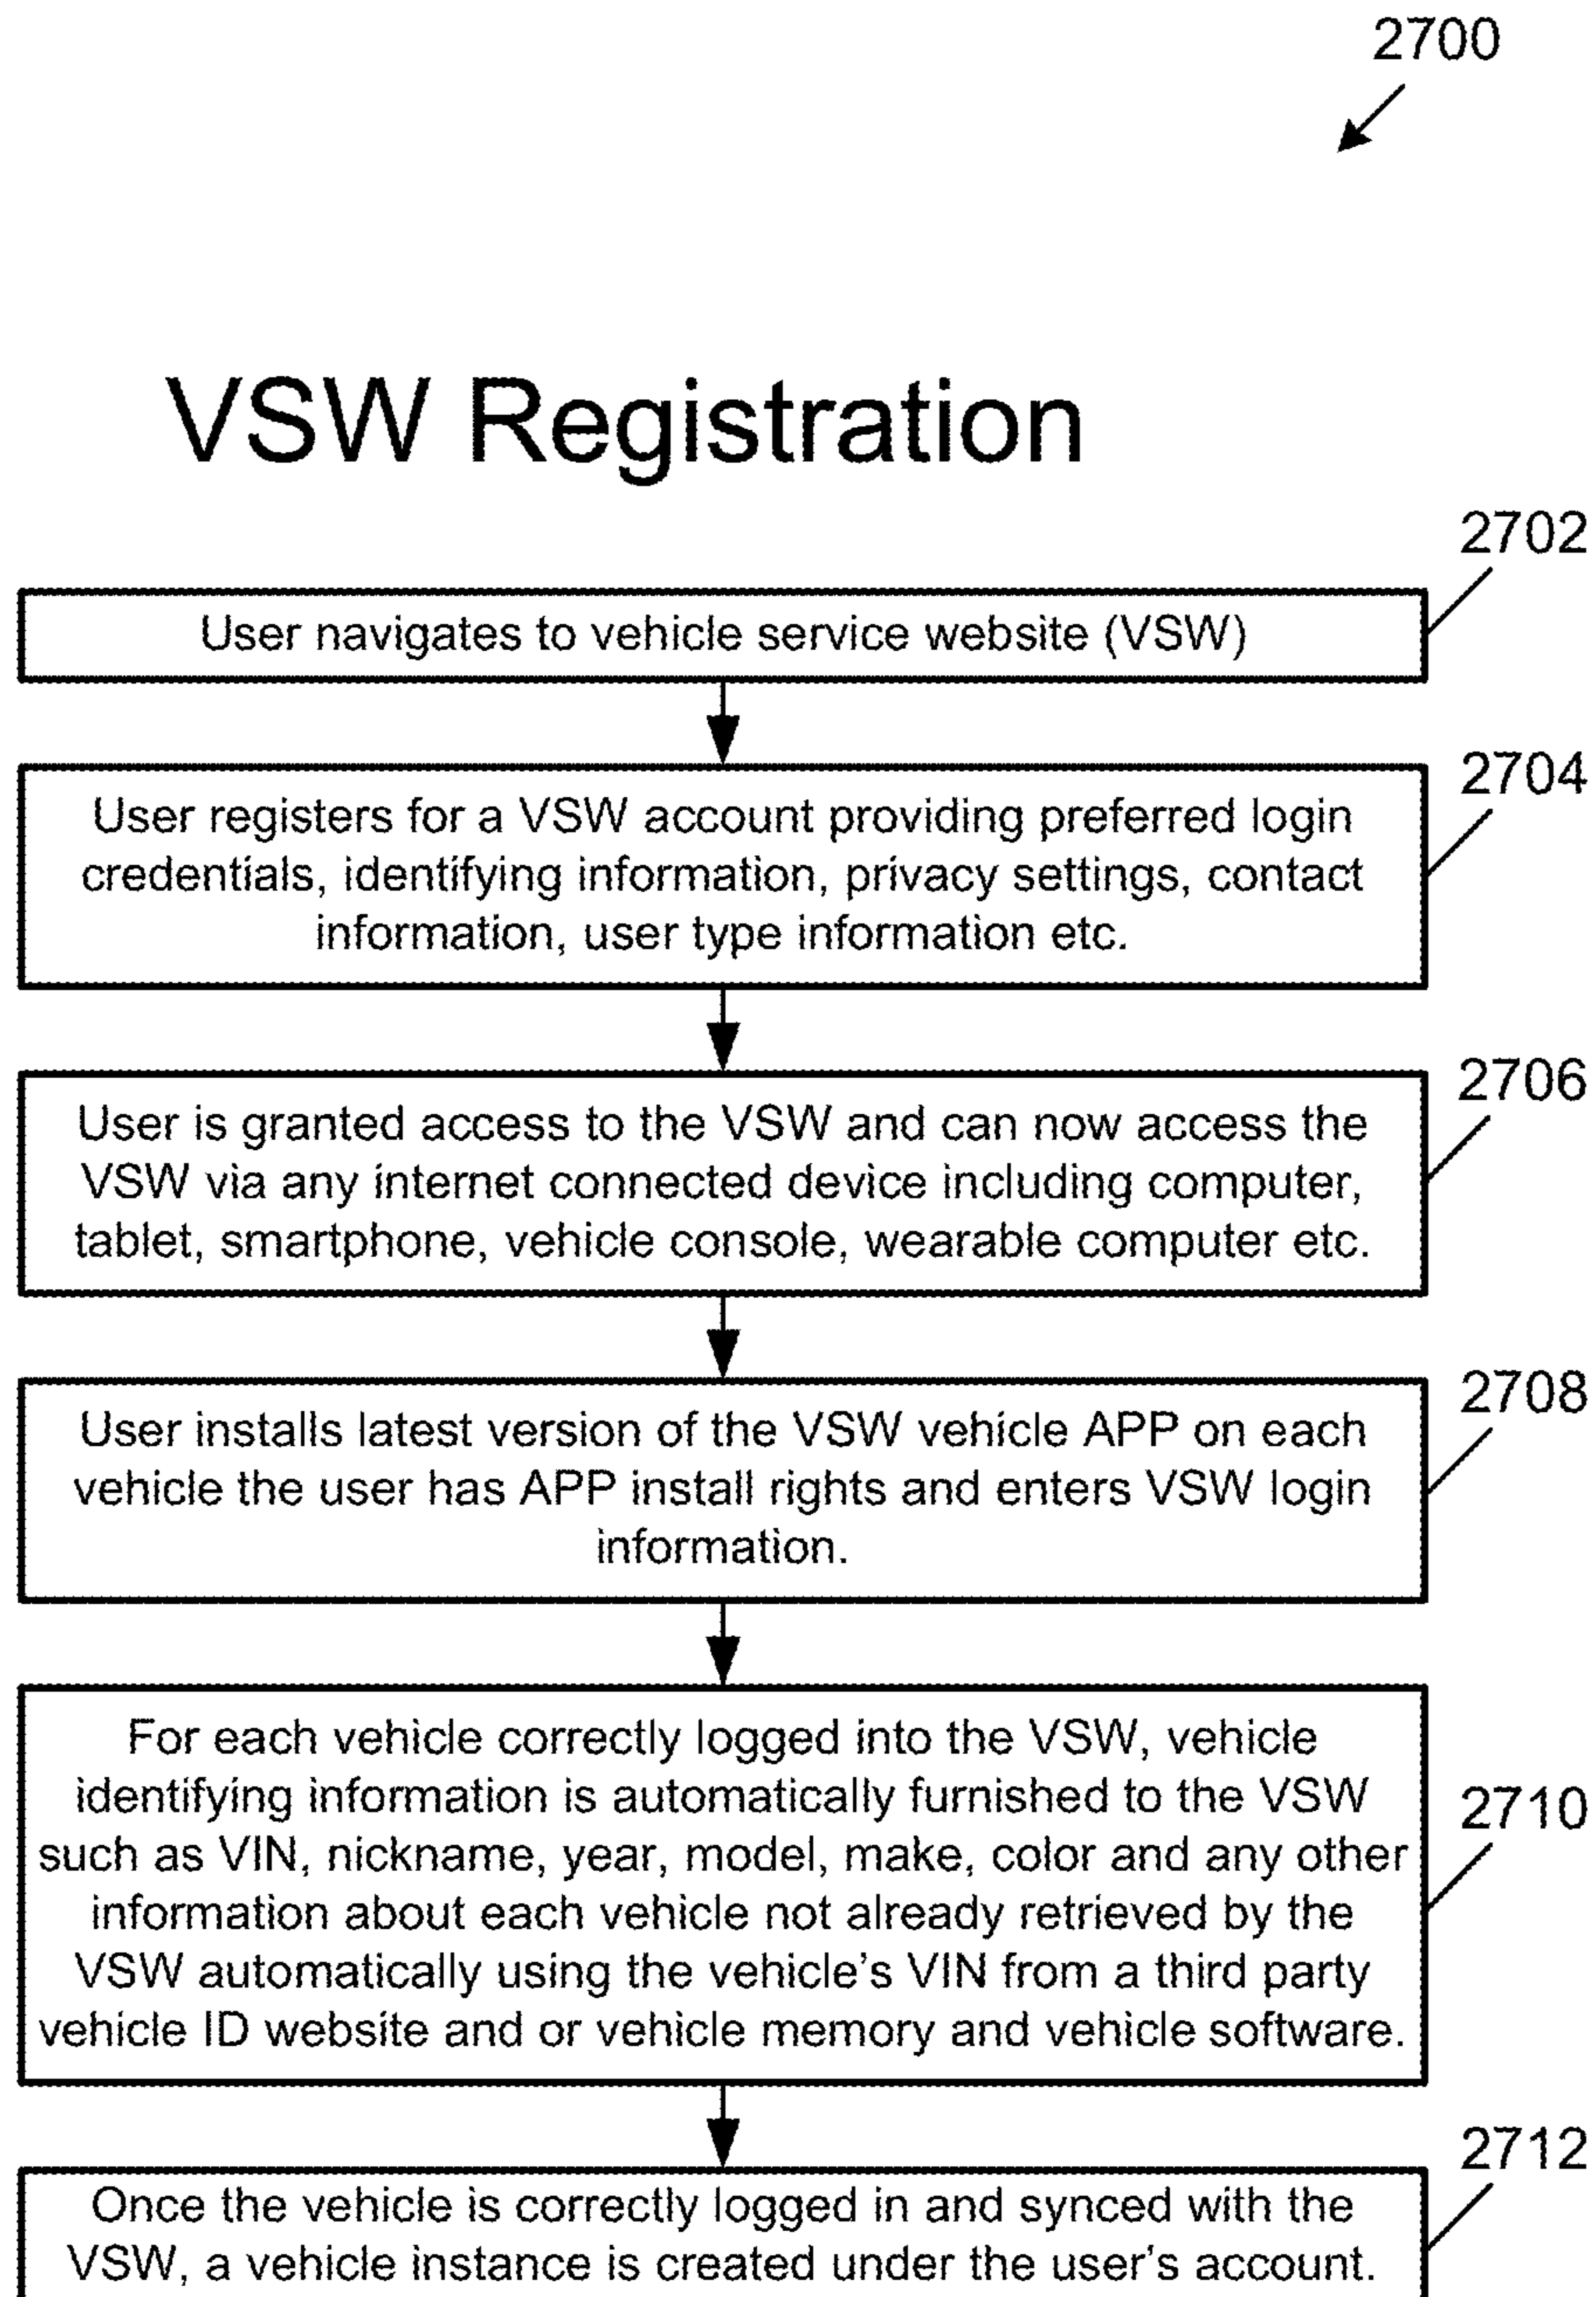 2700
VSW Registration
2702
User navigates to vehicle service website (VSW)
2704
User registers for a VSW account providing preferred login
credentials, identifying information, privacy settings, contact
information, user type information etc.
2706
User is granted access to the VSW and can now access the
VSW via any internet connected device including computer,
tablet, smartphone, vehicle console, wearable computer etc.
2708
User installs latest version of the VSW vehicle APP on each
vehicle the user has APP install rights and enters VSW login
information.
2710
For each vehicle correctly logged into the VSW, vehicle
identifying information is automatically furnished to the VSW
such as VIN, nickname, year, model, make, color and any other
information about each vehicle not already retrieved by the
VSW automatically using the vehicle's VIN from a third party
vehicle ID website and or vehicle memory and vehicle software.
2712
Once the vehicle is correctly logged in and synced with the
VSW, a vehicle instance is created under the user's account.